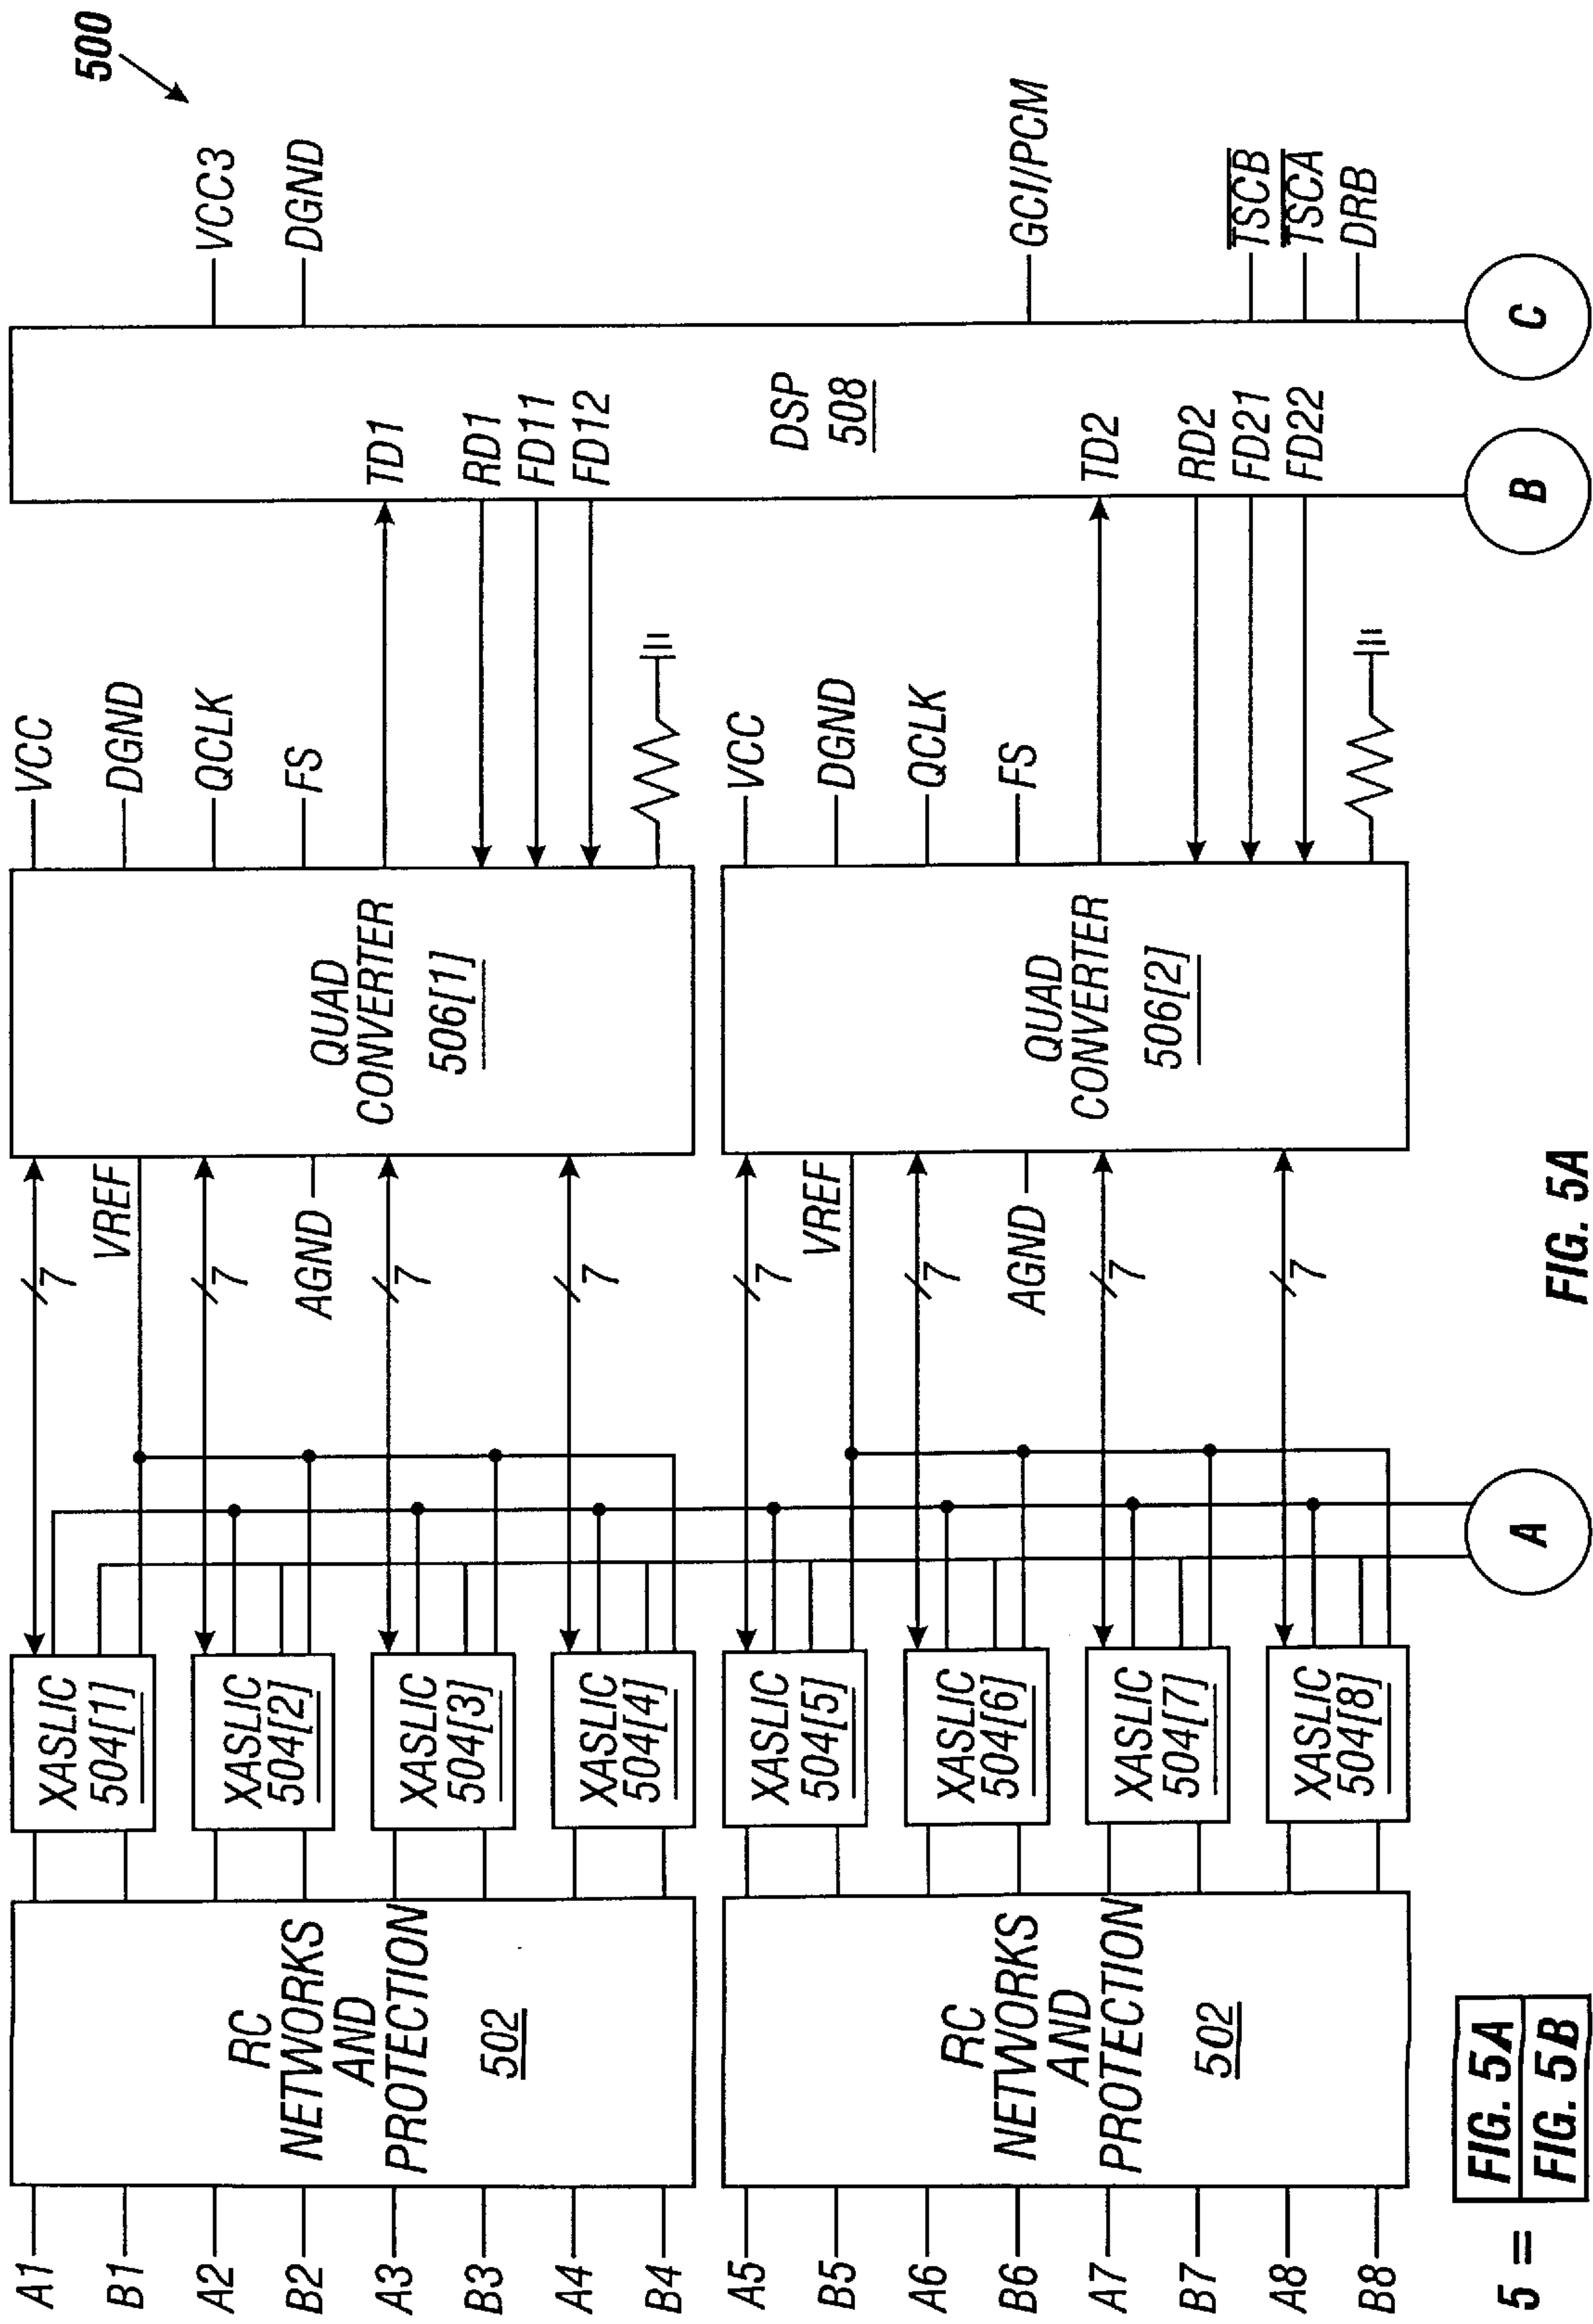 500
A1
B1
A2
B2
A3
B3
A4
B4
RC
NETWORKS
AND
PROTECTION
502
XASLIC
504[1]
XASLIC
504[2]
XASLIC
504[3]
XASLIC
504[4]
7
VREF
7
AGND
7
7
QUAD
CONVERTER
506[1]
VCC
DGND
QCLK
FS
TD1
RD1
FD11
FD12
VCC3
DGND
DSP
508
A5
B5
A6
B6
A7
B7
A8
B8
RC
NETWORKS
AND
PROTECTION
502
XASLIC
504[5]
XASLIC
504[6]
XASLIC
504[7]
XASLIC
504[8]
7
VREF
7
AGND
7
7
QUAD
CONVERTER
506[2]
VCC
DGND
QCLK
FS
TD2
RD2
FD21
FD22
GCI/PCM
TSCB
TSCA
DRB
A
B
C
5 =
FIG. 5A
FIG. 5B
FIG. 5A